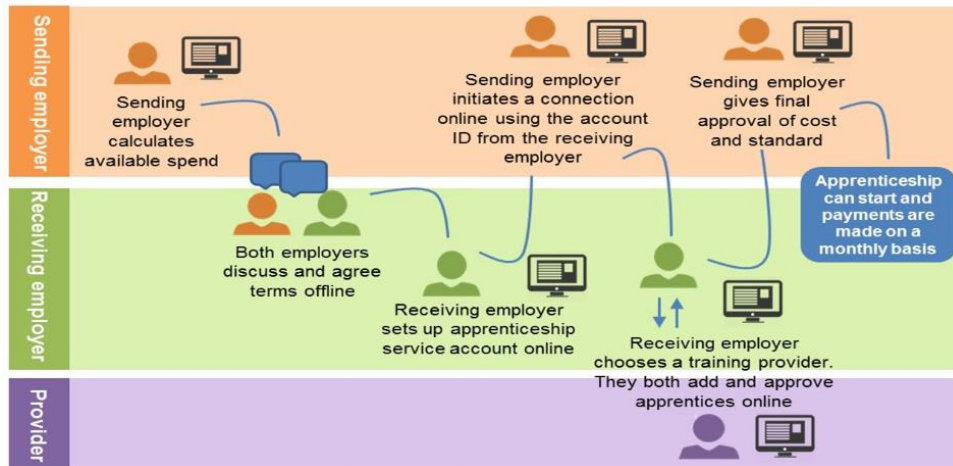 Sending employer
Sending
employer
calculates
available spend
Both employers
discuss and agree
terms offline
Receiving employer
Receiving employer
sets up apprenticeship
service account online
Sending employer
initiates a connection
online using the account
ID from the receiving
employer
Receiving employer
chooses a training provider.
They both add and approve
apprentices online
Provider
Sending employer
gives final
approval of cost
and standard
Apprenticeship
can start and
payments are
made on a
monthly basis